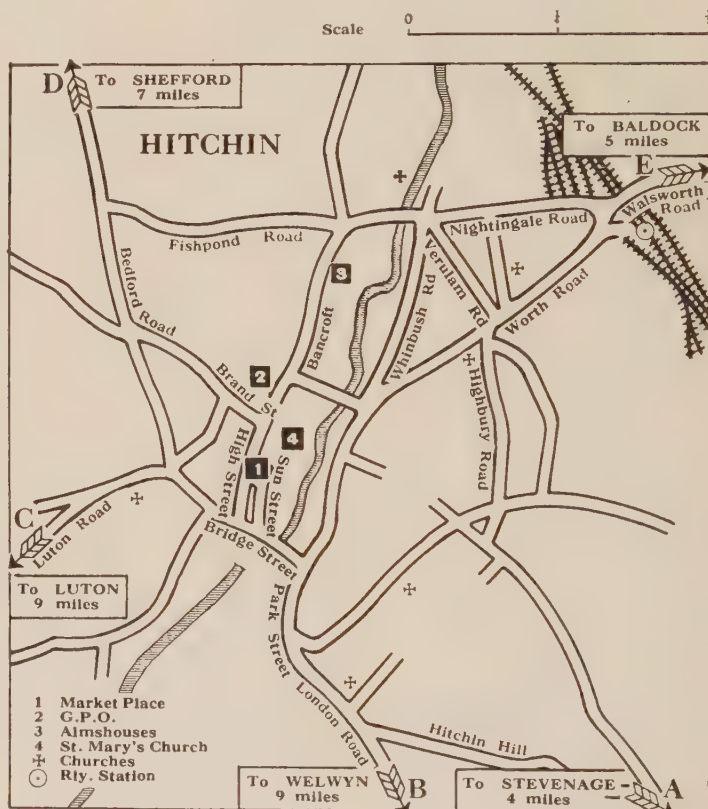 Scale 0
D
To SHEFFORD
7 miles
HITCHIN
To BALDOCK
5 miles
E
Walsworth
Road
Nightingale Road
Fishpond Road
Bedford
Road
Verulam Rd
Whinbush Rd
Worth Road
3
Bancroft
2
Brand St
4
High Street
1
Sun Street
Highbury Road
C
Luton Road
Bridge Street
To LUTON
9 miles
Park Street
London Road
Hitchin Hill
1 Market Place
2 G.P.O.
3 Almshouses
4 St. Mary's Church
Churches
Rly. Station
To WELWYN
9 miles
B
To STEVENAGE
4 miles
A